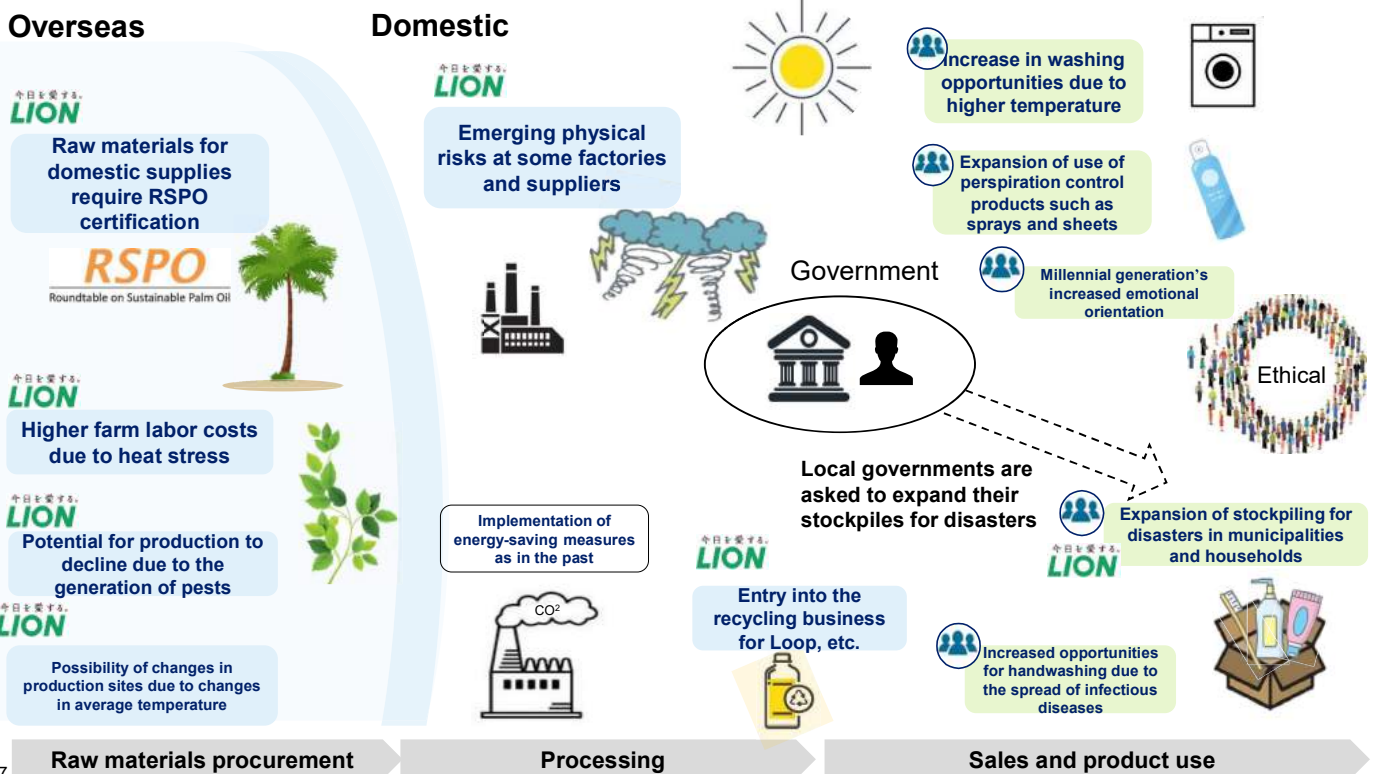 Overseas
Domestic
今日を愛する。
LION
Raw materials for
domestic supplies
require RSPO
certification
RSPO
Roundtable on Sustainable Palm Oil
今日を愛する。
LION
Higher farm labor costs
due to heat stress
今日を愛する。
LION
Potential for production to
decline due to the
generation of pests
今日を愛する。
LION
Possibility of changes in
production sites due to changes
in average temperature
今日を愛する。
LION
Emerging physical
risks at some factories
and suppliers
Implementation of
energy-saving measures
as in the past
CO²
Government
Local governments are
asked to expand their
stockpiles for disasters
今日を愛する。
LION
Entry into the
recycling business
for Loop, etc.
Increase in washing
opportunities due to
higher temperature
Expansion of use of
perspiration control
products such as
sprays and sheets
Millennial generation's
increased emotional
orientation
Ethical
今日を愛する。
LION
Expansion of stockpiling for
disasters in municipalities
and households
Increased opportunities
for handwashing due to
the spread of infectious
diseases
Raw materials procurement
Processing
Sales and product use
7